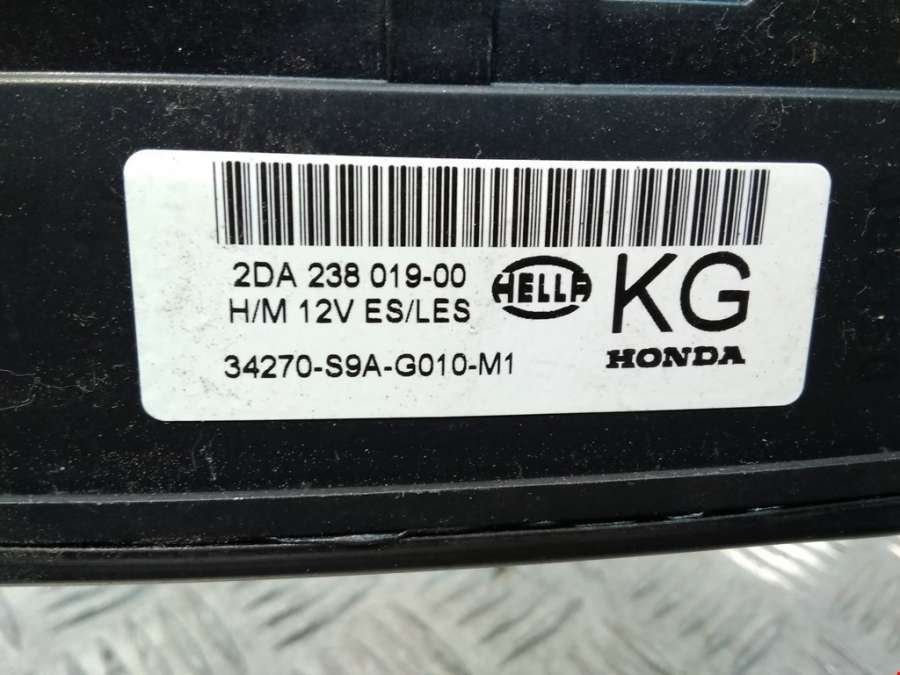 2DA 238 019-00
H/M 12V ES/LES
34270-S9A-G010-M1
HELLA
KG
HONDA